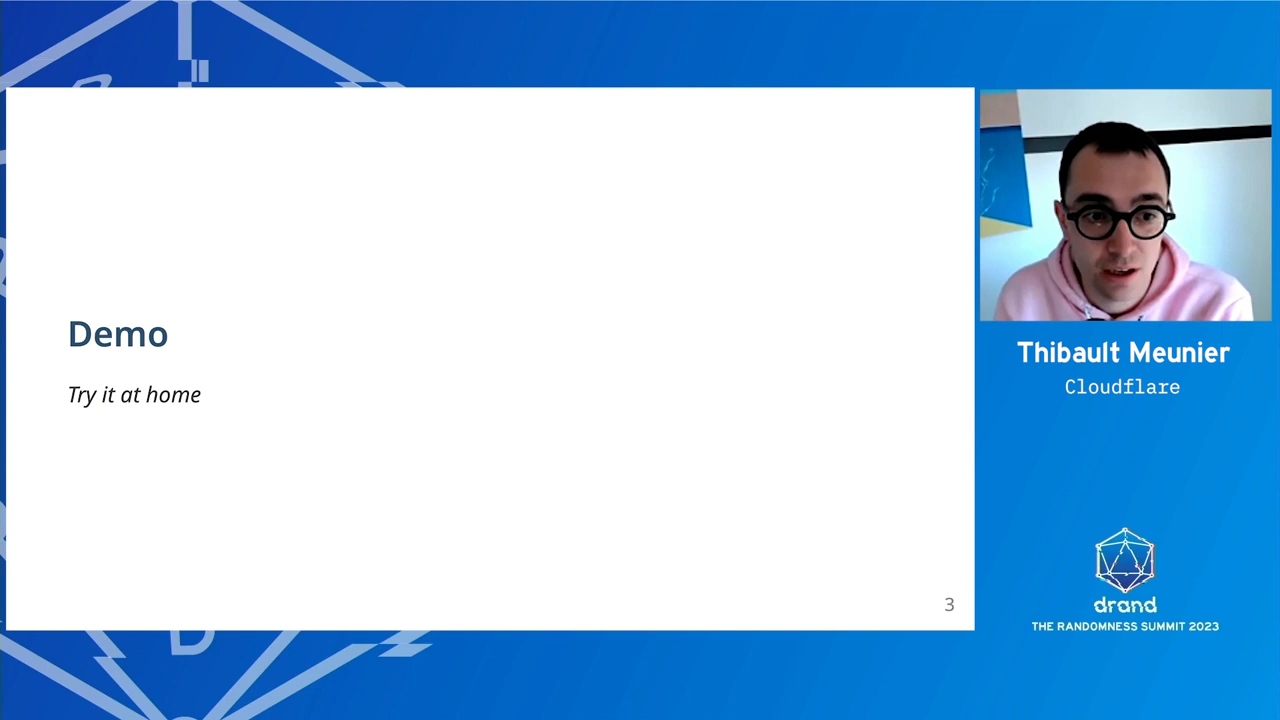 Demo
Try it at home
3
Thibault Meunier
Cloudflare
drand
THE RANDOMNESS SUMMIT 2023